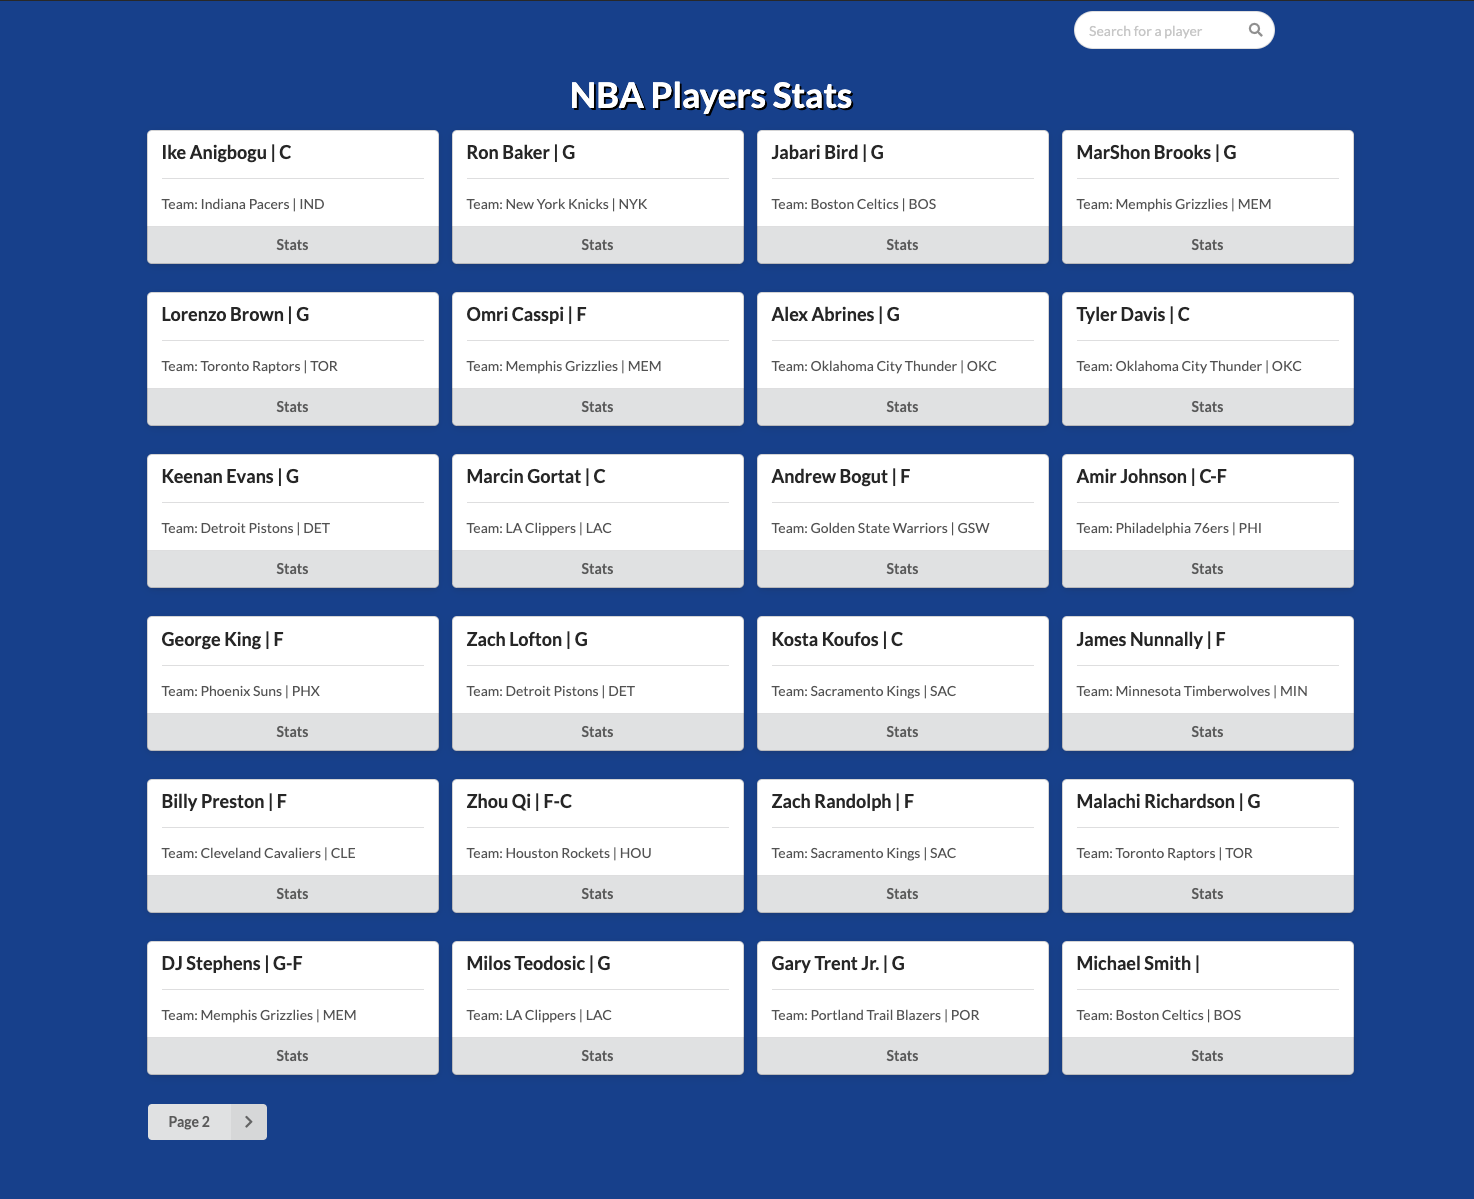 Search for a player
NBA Players Stats
Ike Anigbogu | C
Team: Indiana Pacers | IND
Stats
Ron Baker | G
Team: New York Knicks | NYK
Stats
Jabari Bird | G
Team: Boston Celtics | BOS
Stats
MarShon Brooks | G
Team: Memphis Grizzlies | MEM
Stats
Lorenzo Brown | G
Team: Toronto Raptors | TOR
Stats
Omri Casspi | F
Team: Memphis Grizzlies | MEM
Stats
Alex Abrines | G
Team: Oklahoma City Thunder | OKC
Stats
Tyler Davis | C
Team: Oklahoma City Thunder | OKC
Stats
Keenan Evans | G
Team: Detroit Pistons | DET
Stats
Marcin Gortat | C
Team: LA Clippers | LAC
Stats
Andrew Bogut | F
Team: Golden State Warriors | GSW
Stats
Amir Johnson | C-F
Team: Philadelphia 76ers | PHI
Stats
George King | F
Team: Phoenix Suns | PHX
Stats
Zach Lofton | G
Team: Detroit Pistons | DET
Stats
Kosta Koufos | C
Team: Sacramento Kings | SAC
Stats
James Nunnally | F
Team: Minnesota Timberwolves | MIN
Stats
Billy Preston | F
Team: Cleveland Cavaliers | CLE
Stats
Zhou Qi | F-C
Team: Houston Rockets | HOU
Stats
Zach Randolph | F
Team: Sacramento Kings | SAC
Stats
Malachi Richardson | G
Team: Toronto Raptors | TOR
Stats
DJ Stephens | G-F
Team: Memphis Grizzlies | MEM
Stats
Milos Teodosic | G
Team: LA Clippers | LAC
Stats
Gary Trent Jr. | G
Team: Portland Trail Blazers | POR
Stats
Michael Smith |
Team: Boston Celtics | BOS
Stats
Page 2